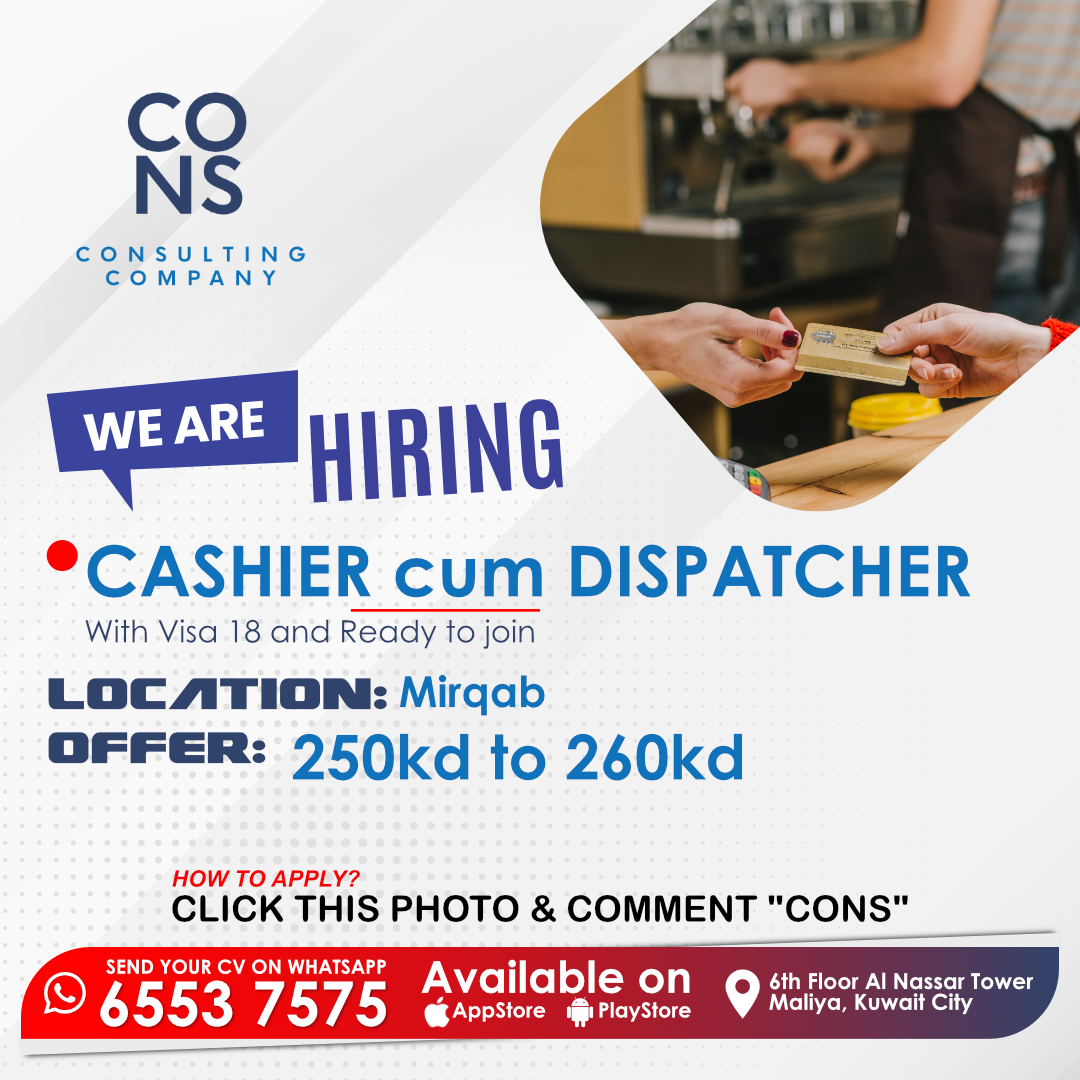 CO
NS
CONSULTING
COMPANY
WE ARE HIRING
CASHIER cum DISPATCHER
With Visa 18 and Ready to join
LOCATION: Mirqab
OFFER: 250kd to 260kd
HOW TO APPLY?
CLICK THIS PHOTO & COMMENT "CONS"
SEND YOUR CV ON WHATSAPP
6553 7575
Available on
AppStore PlayStore
6th Floor Al Nassar Tower
Maliya, Kuwait City